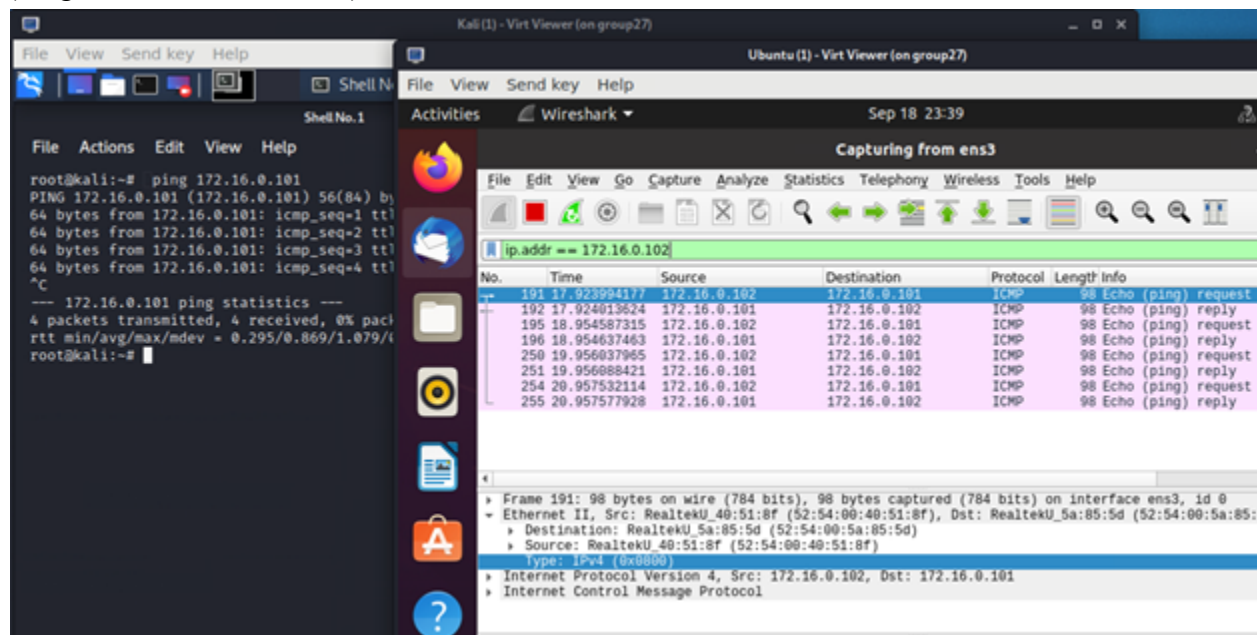 Kali (1) - Virt Viewer (on group27)
File View Send key Help
Shell No. 1
File Actions Edit View Help
root@kali:~# ping 172.16.0.101
PING 172.16.0.101 (172.16.0.101) 56(84) by
64 bytes from 172.16.0.101: icmp_seq=1 ttl
64 bytes from 172.16.0.101: icmp_seq=2 ttl
64 bytes from 172.16.0.101: icmp_seq=3 ttl
64 bytes from 172.16.0.101: icmp_seq=4 ttl
^C
--- 172.16.0.101 ping statistics ---
4 packets transmitted, 4 received, 0% pack
rtt min/avg/max/mdev = 0.295/0.869/1.079/
root@kali:~#
Shell N
Ubuntu (1) - Virt Viewer (on group27)
File View Send key Help
Activities Wireshark Sep 18 23:39
Capturing from ens3
File Edit View Go Capture Analyze Statistics Telephony Wireless Tools Help
ip.addr == 172.16.0.102
No. Time Source Destination Protocol Length Info
191 17.923994177 172.16.0.102 172.16.0.101 ICMP 98 Echo (ping) request
192 17.924013624 172.16.0.101 172.16.0.102 ICMP 98 Echo (ping) reply
195 18.954587315 172.16.0.102 172.16.0.101 ICMP 98 Echo (ping) request
196 18.954637463 172.16.0.101 172.16.0.102 ICMP 98 Echo (ping) reply
250 19.956037965 172.16.0.102 172.16.0.101 ICMP 98 Echo (ping) request
251 19.956088421 172.16.0.101 172.16.0.102 ICMP 98 Echo (ping) reply
254 20.957532114 172.16.0.102 172.16.0.101 ICMP 98 Echo (ping) request
255 20.957577928 172.16.0.101 172.16.0.102 ICMP 98 Echo (ping) reply
Frame 191: 98 bytes on wire (784 bits), 98 bytes captured (784 bits) on interface ens3, id 0
Ethernet II, Src: RealtekU_40:51:8f (52:54:00:40:51:8f), Dst: RealtekU_5a:85:5d (52:54:00:5a:85:
Destination: RealtekU_5a:85:5d (52:54:00:5a:85:5d)
Source: RealtekU_40:51:8f (52:54:00:40:51:8f)
Type: IPv4 (0x0800)
Internet Protocol Version 4, Src: 172.16.0.102, Dst: 172.16.0.101
Internet Control Message Protocol